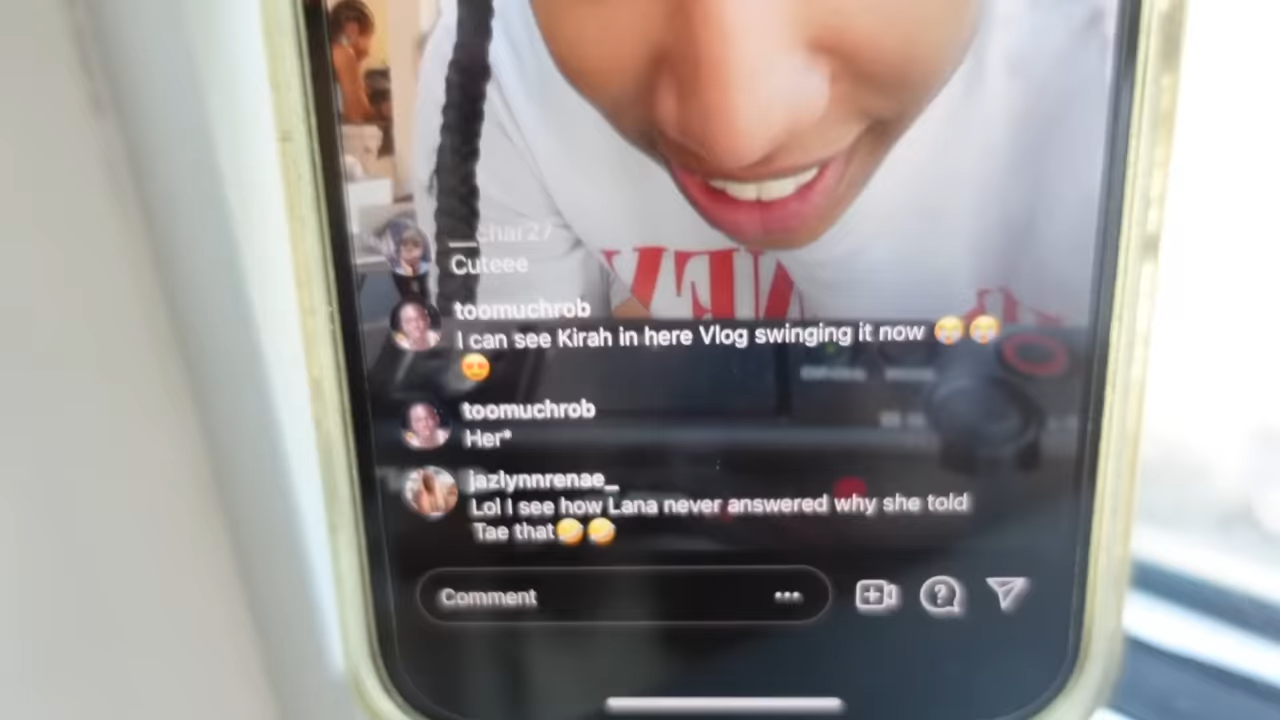 __char27
Cuteee
toomuchrob
I can see Kirah in here Vlog swinging it now 🤩🤩
😍
toomuchrob
Her*
jazlynnrenae_
Lol I see how Lana never answered why she told
Tae that😅😅
Comment